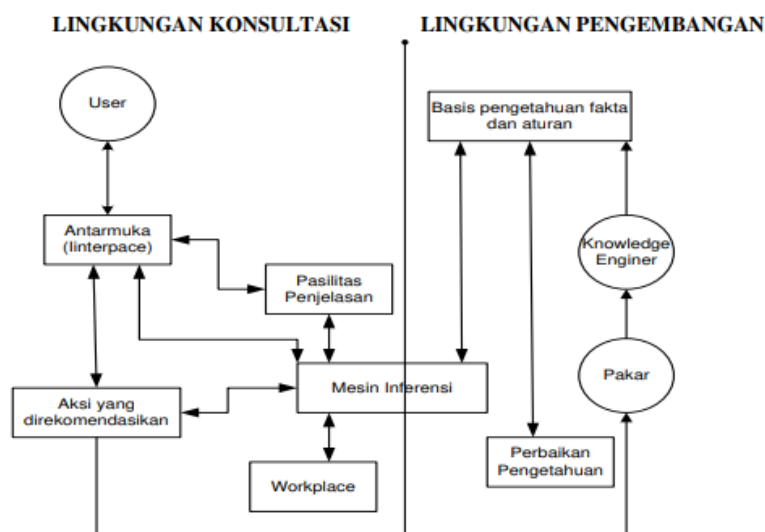 LINGKUNGAN KONSULTASI
LINGKUNGAN PENGEMBANGAN
User
Basis pengetahuan fakta
dan aturan
Antarmuka
(Iinterpace)
Knowledge
Enginer
Pasilitas
Penjelasan
Mesin Inferensi
Pakar
Aksi yang
direkomendasikan
Perbaikan
Pengetahuan
Workplace